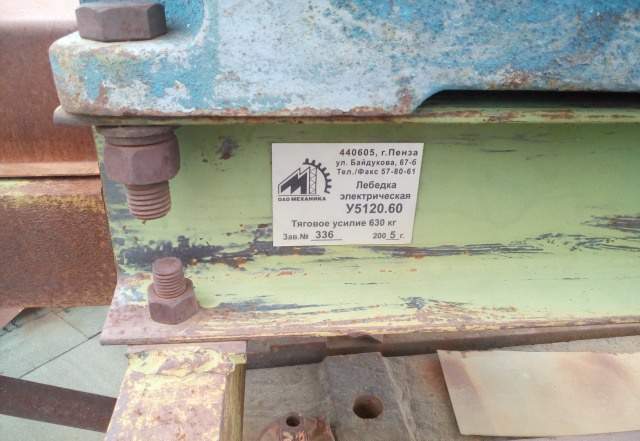 440605, г.Пенза
ул. Байдукова, 67-б
Тел./Факс 57-80-61
ОАО МЕХАНИКА
Лебедка
электрическая
У5120.60
Тяговое усилие 630 кг
Зав.№ 336 2005 г.